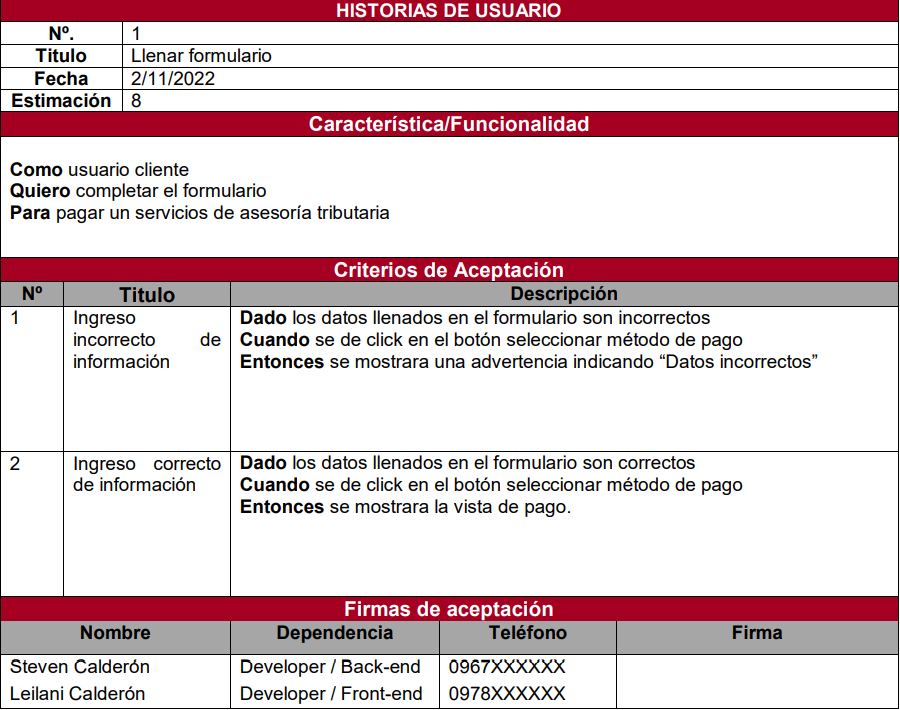 HISTORIAS DE USUARIO
Nº. 1
Titulo Llenar formulario
Fecha 2/11/2022
Estimación 8
Característica/Funcionalidad
Como usuario cliente
Quiero completar el formulario
Para pagar un servicios de asesoría tributaria
Criterios de Aceptación
Nº Titulo Descripción
1 Ingreso Dado los datos llenados en el formulario son incorrectos
incorrecto de Cuando se de click en el botón seleccionar método de pago
información Entonces se mostrara una advertencia indicando “Datos incorrectos”
2 Ingreso correcto Dado los datos llenados en el formulario son correctos
de información Cuando se de click en el botón seleccionar método de pago
Entonces se mostrara la vista de pago.
Firmas de aceptación
Nombre Dependencia Teléfono Firma
Steven Calderón Developer / Back-end 0967XXXXXX
Leilani Calderón Developer / Front-end 0978XXXXXX